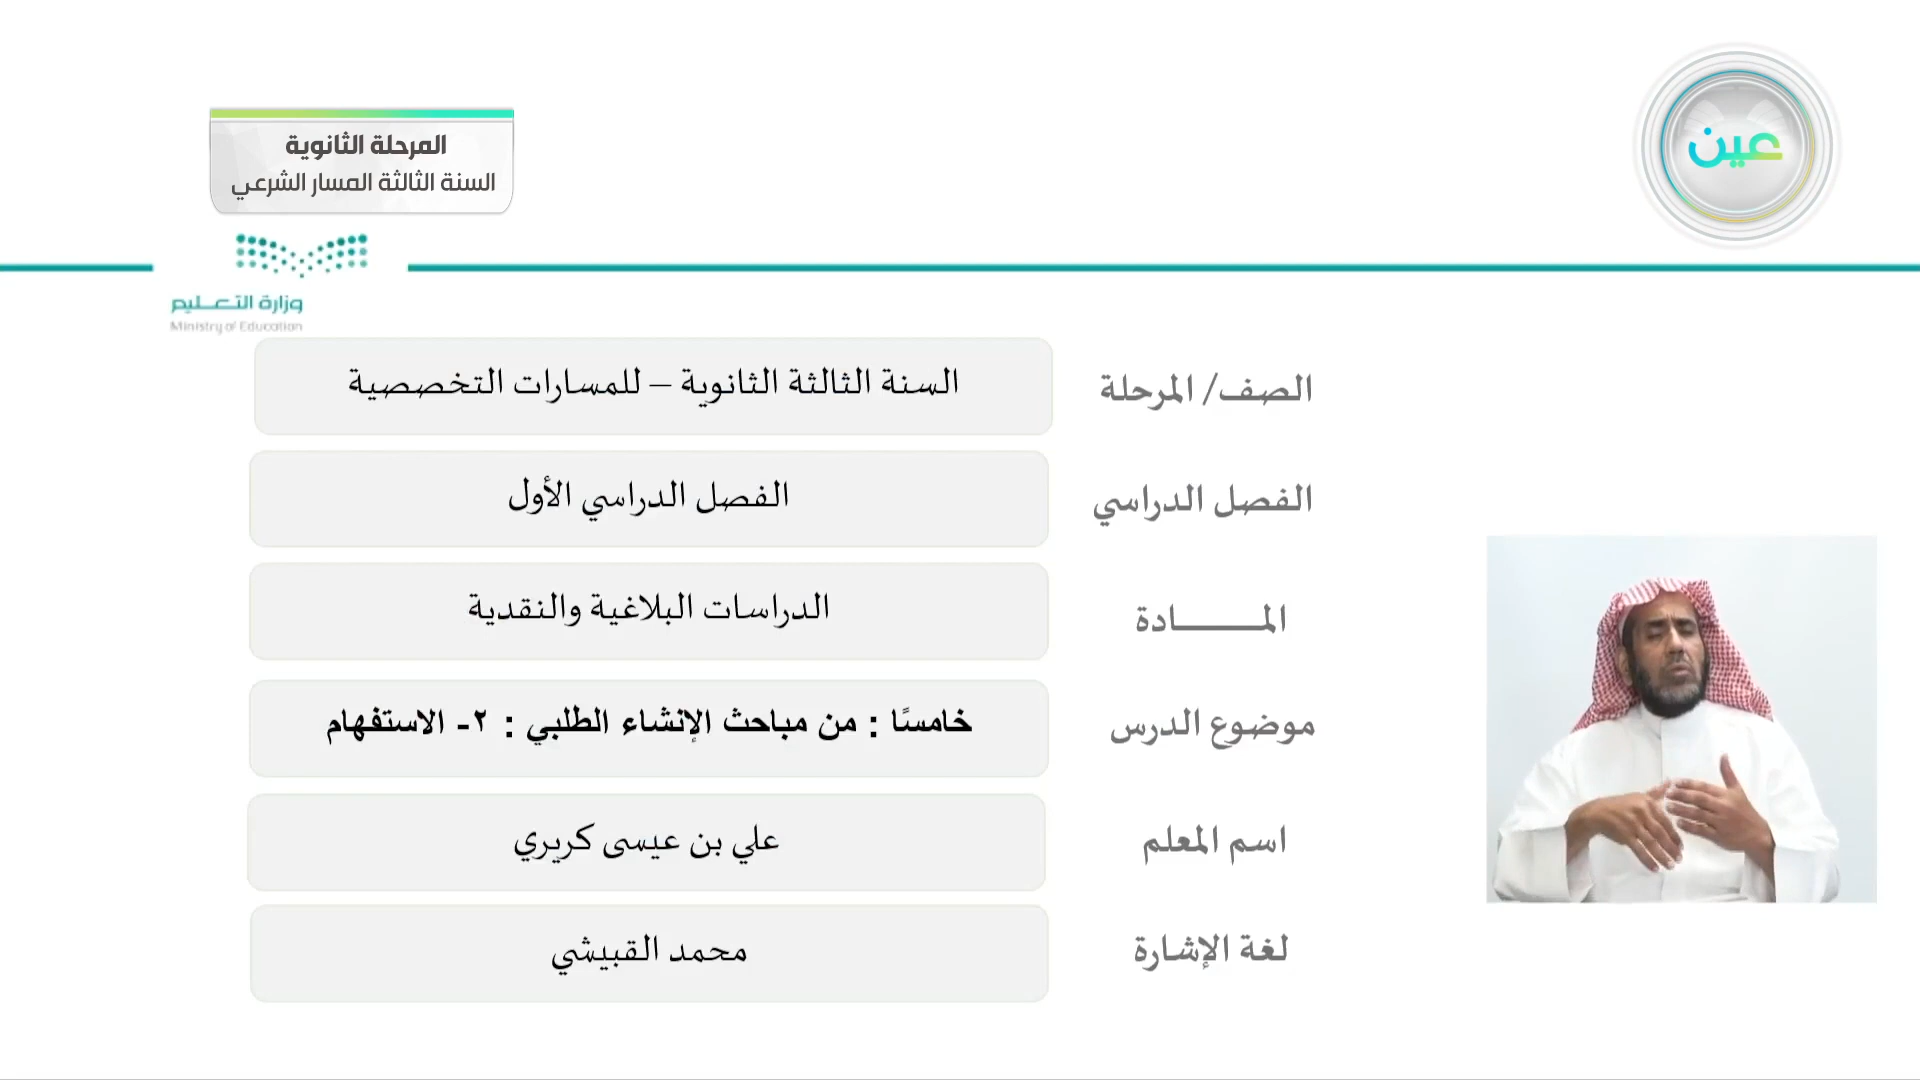 عين
المرحلة الثانوية
السنة الثالثة المسار الشرعي
وزارة التعـــليم
Ministry of Education
الصف/ المرحلة
السنة الثالثة الثانوية – للمسارات التخصصية
الفصل الدراسي
الفصل الدراسي الأول
المـــــــــادة
الدراسات البلاغية والنقدية
موضوع الدرس
خامسًا : من مباحث الإنشاء الطلبي : ٢- الاستفهام
اسم المعلم
علي بن عيسى كريري
لغة الإشارة
محمد القبيشي